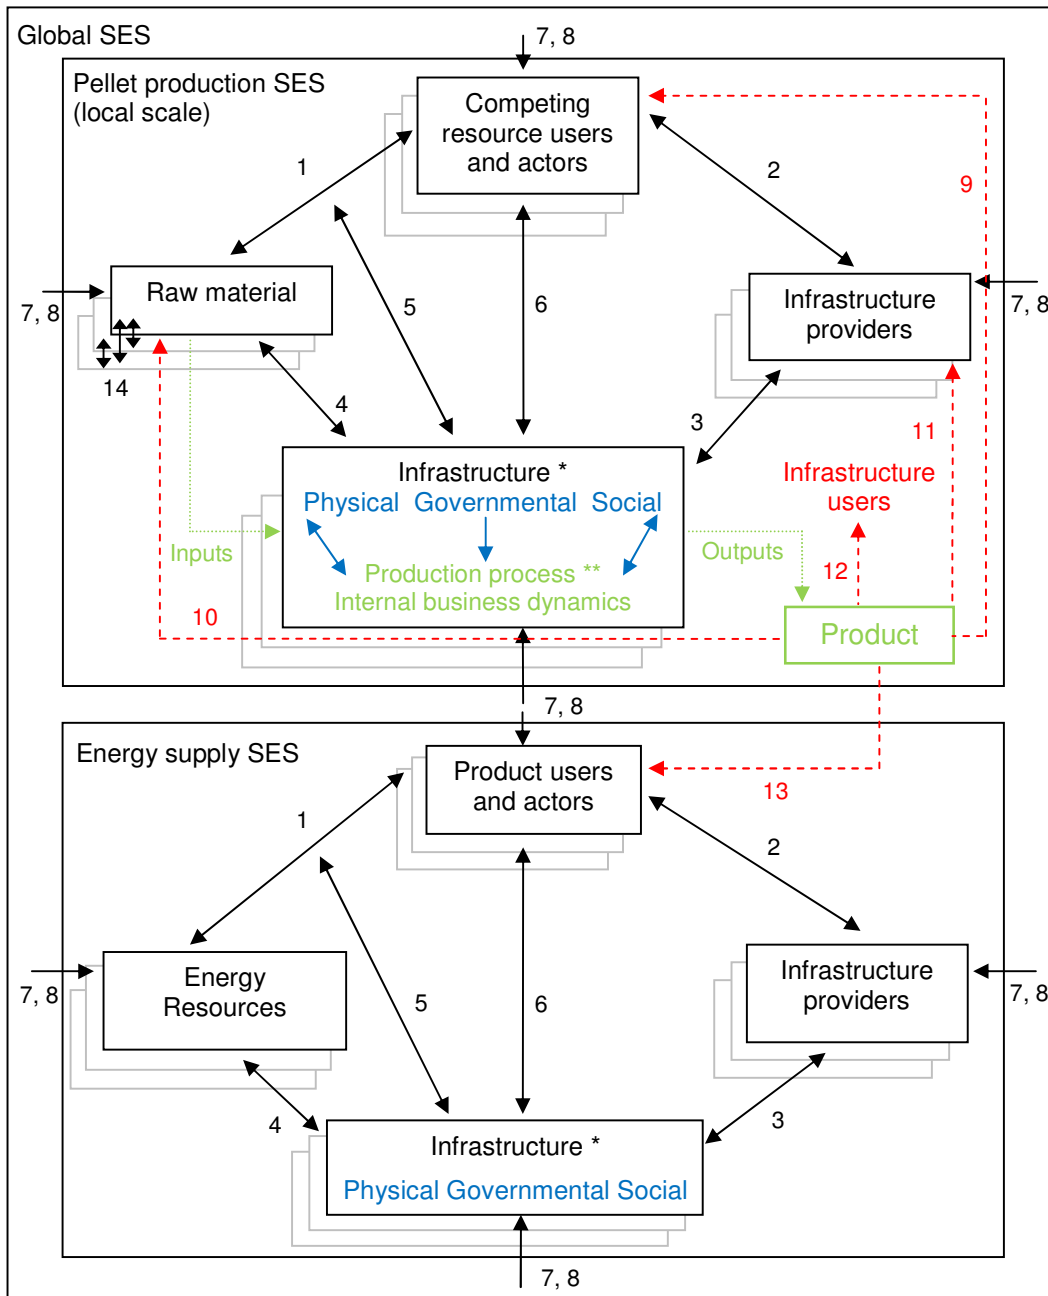 Global SES
7, 8
Pellet production SES
(local scale)
Competing
resource users
and actors
1
2
9
Raw material
7, 8
5
6
Infrastructure
providers
7, 8
14
4
3
11
Infrastructure *
Physical Governmental Social
Infrastructure
users
Inputs
Outputs
12
Production process **
Internal business dynamics
10
Product
7, 8
Energy supply SES
Product users
and actors
13
1
2
Energy
Resources
7, 8
5
6
Infrastructure
providers
7, 8
4
3
Infrastructure *
Physical Governmental Social
7, 8